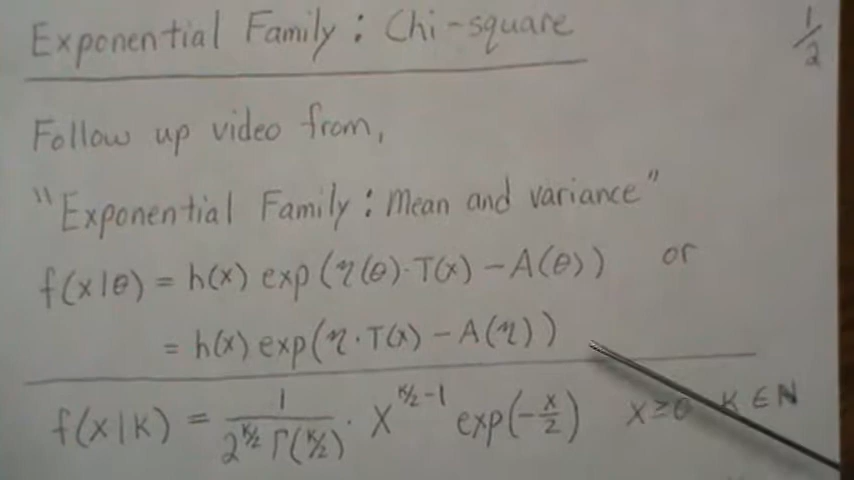 Exponential Family: Chi-square
1/2
Follow up video from,
"Exponential Family: Mean and variance"
f(x|θ) = h(x) exp(η(θ)·T(x) - A(θ)) or
= h(x) exp(η·T(x) - A(η))
f(x|K) = 1/(2^(K/2) Γ(K/2)) · x^(K/2-1) exp(-x/2) x≥0 K∈N